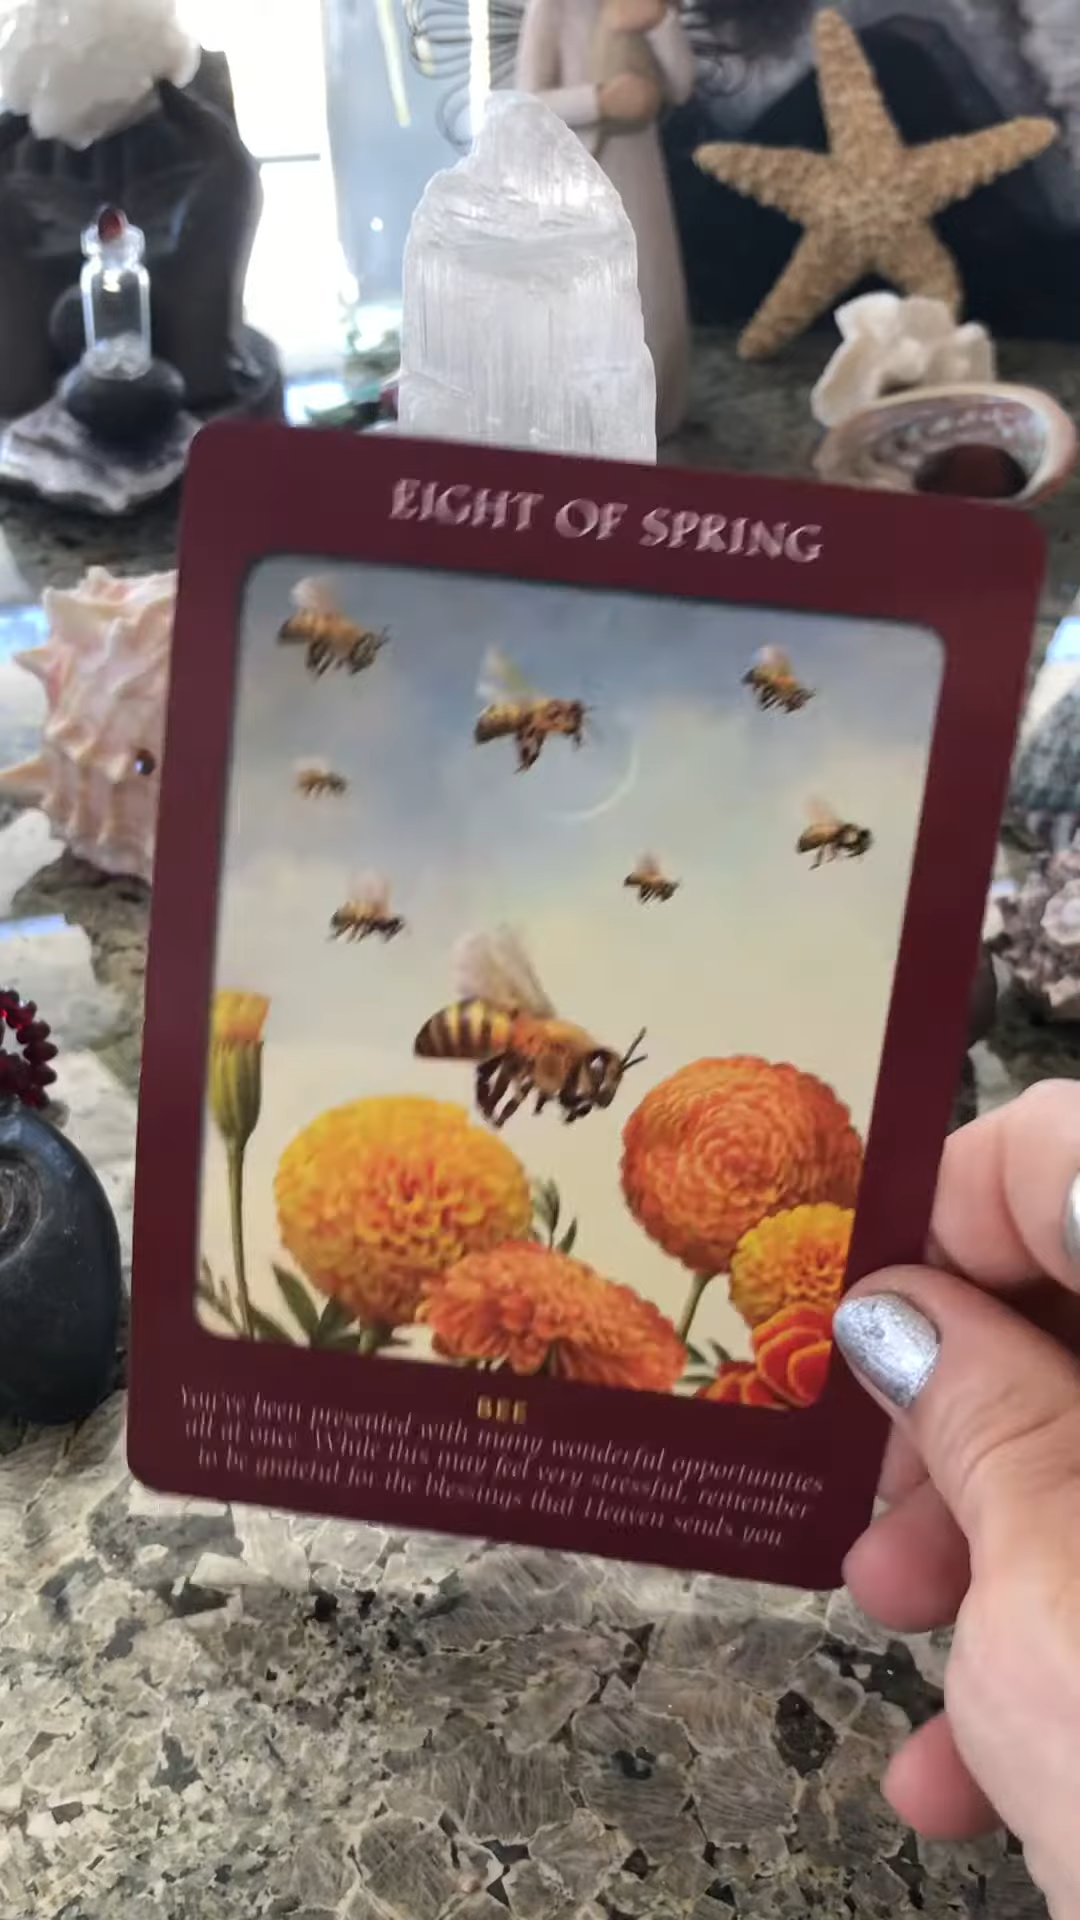 EIGHT OF SPRING
BEE
You've been presented with many wonderful opportunities
all at once. While this may feel very stressful, remember
to be grateful for the blessings that Heaven sends you